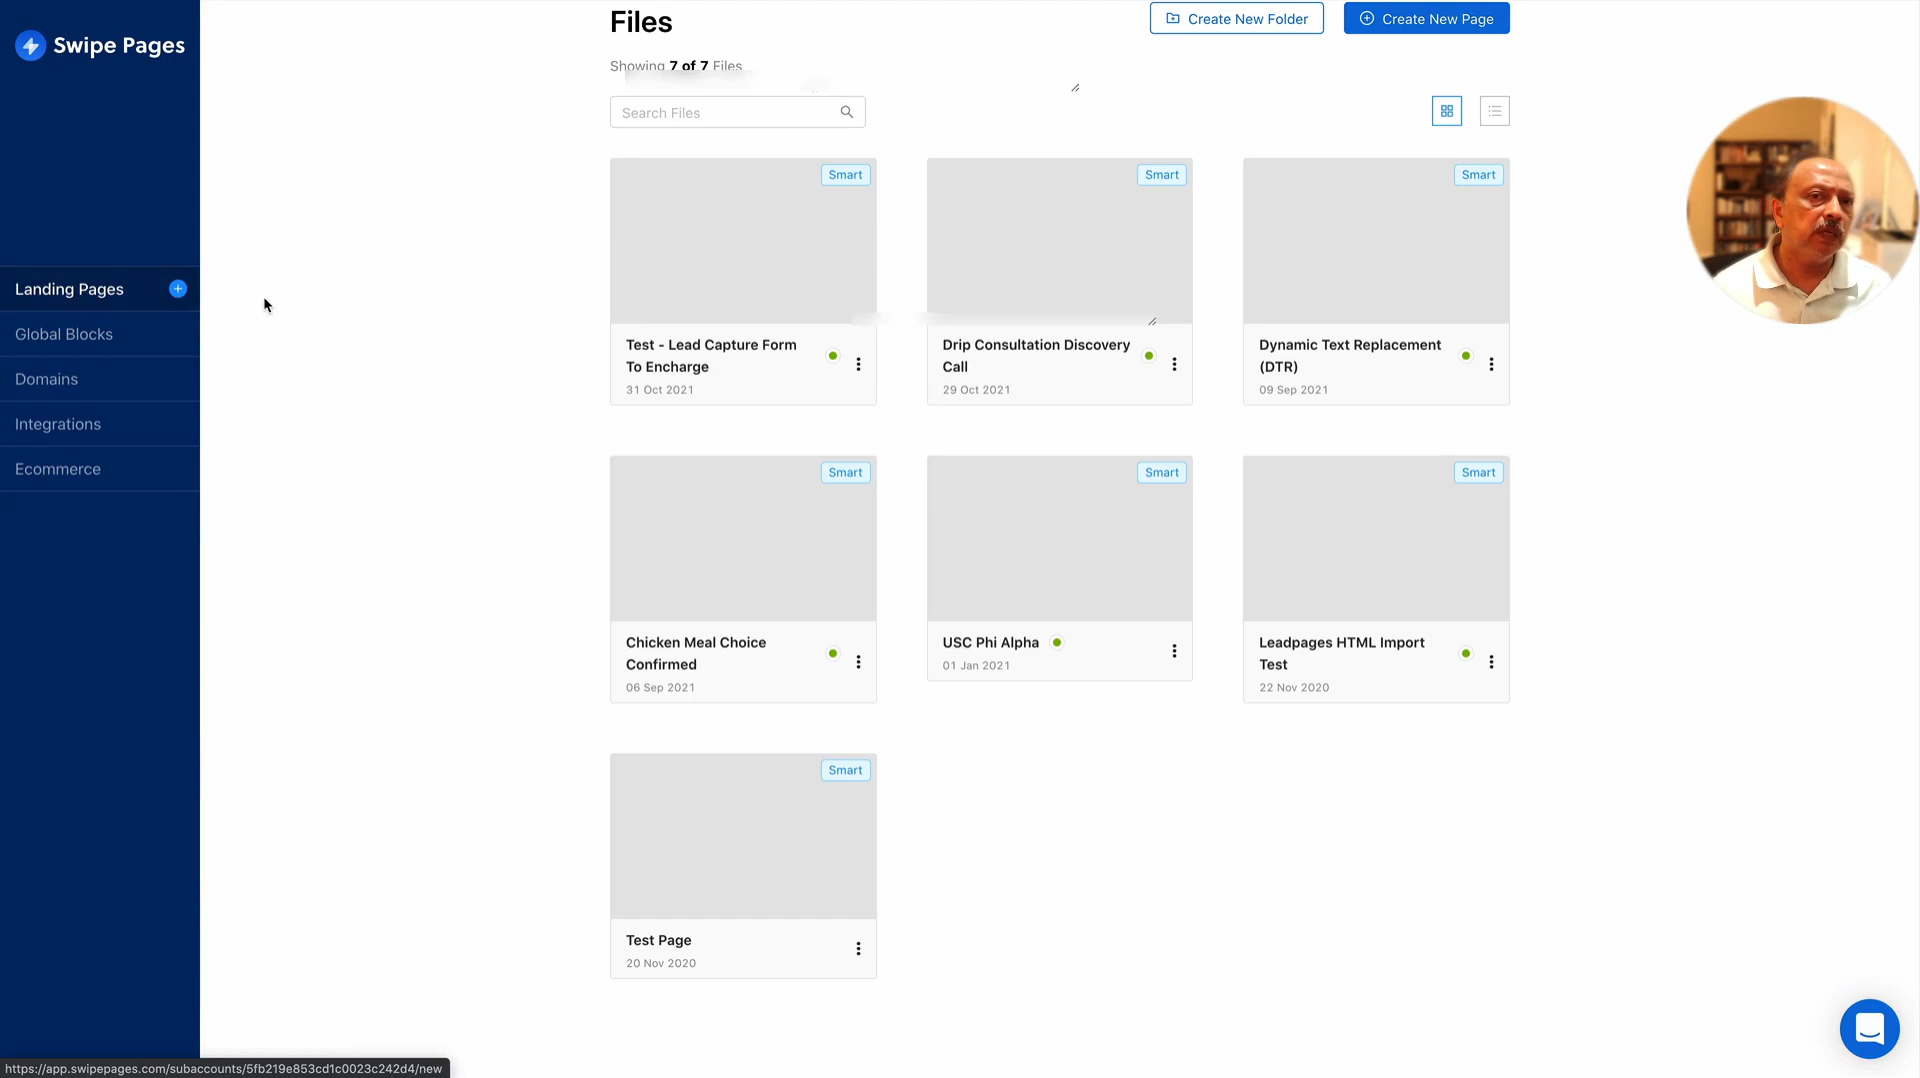 Swipe Pages
Landing Pages
Global Blocks
Domains
Integrations
Ecommerce
Files
Create New Folder
Create New Page
Showing 7 of 7 Files
Search Files
Smart
Smart
Smart
Test - Lead Capture Form
To Encharge
31 Oct 2021
Drip Consultation Discovery
Call
29 Oct 2021
Dynamic Text Replacement
(DTR)
09 Sep 2021
Smart
Smart
Smart
Chicken Meal Choice
Confirmed
06 Sep 2021
USC Phi Alpha
01 Jan 2021
Leadpages HTML Import
Test
22 Nov 2020
Smart
Test Page
20 Nov 2020
https://app.swipepages.com/subaccounts/5fb219e853cd1c0023c242d4/new